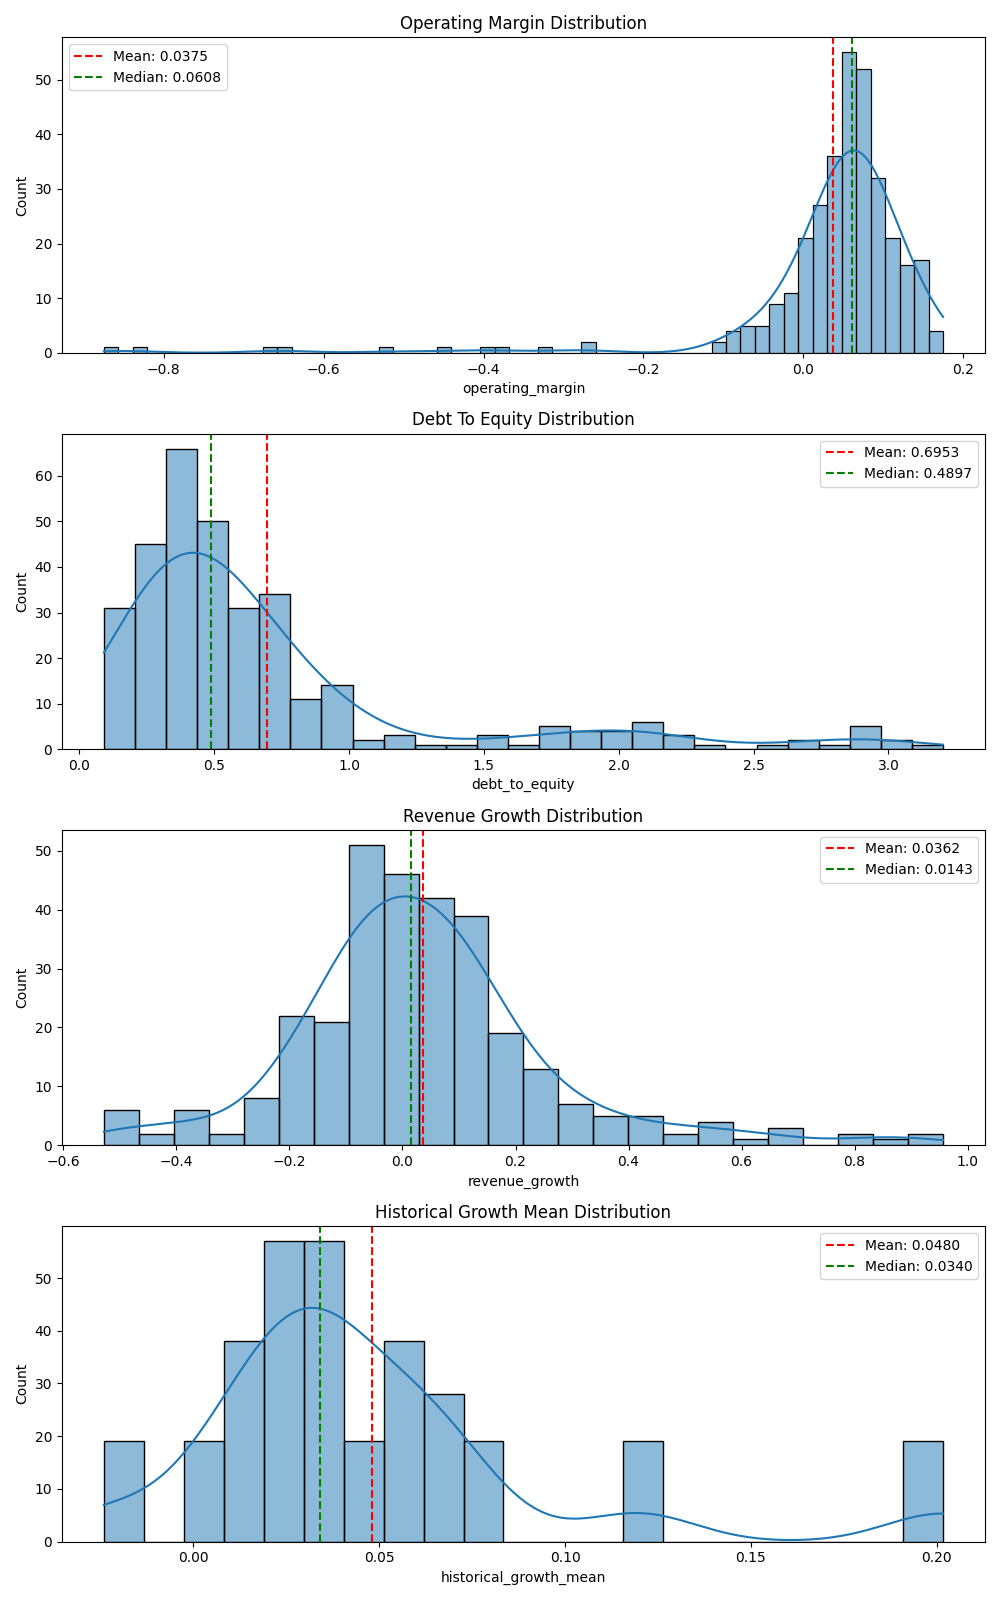 Operating Margin Distribution
Mean: 0.0375
Median: 0.0608
Count
50
40
30
20
10
0
−0.8 −0.6 −0.4 −0.2 0.0 0.2
operating_margin
Debt To Equity Distribution
Mean: 0.6953
Median: 0.4897
Count
60
50
40
30
20
10
0
0.0 0.5 1.0 1.5 2.0 2.5 3.0
debt_to_equity
Revenue Growth Distribution
Mean: 0.0362
Median: 0.0143
Count
50
40
30
20
10
0
−0.6 −0.4 −0.2 0.0 0.2 0.4 0.6 0.8 1.0
revenue_growth
Historical Growth Mean Distribution
Mean: 0.0480
Median: 0.0340
Count
50
40
30
20
10
0
0.00 0.05 0.10 0.15 0.20
historical_growth_mean